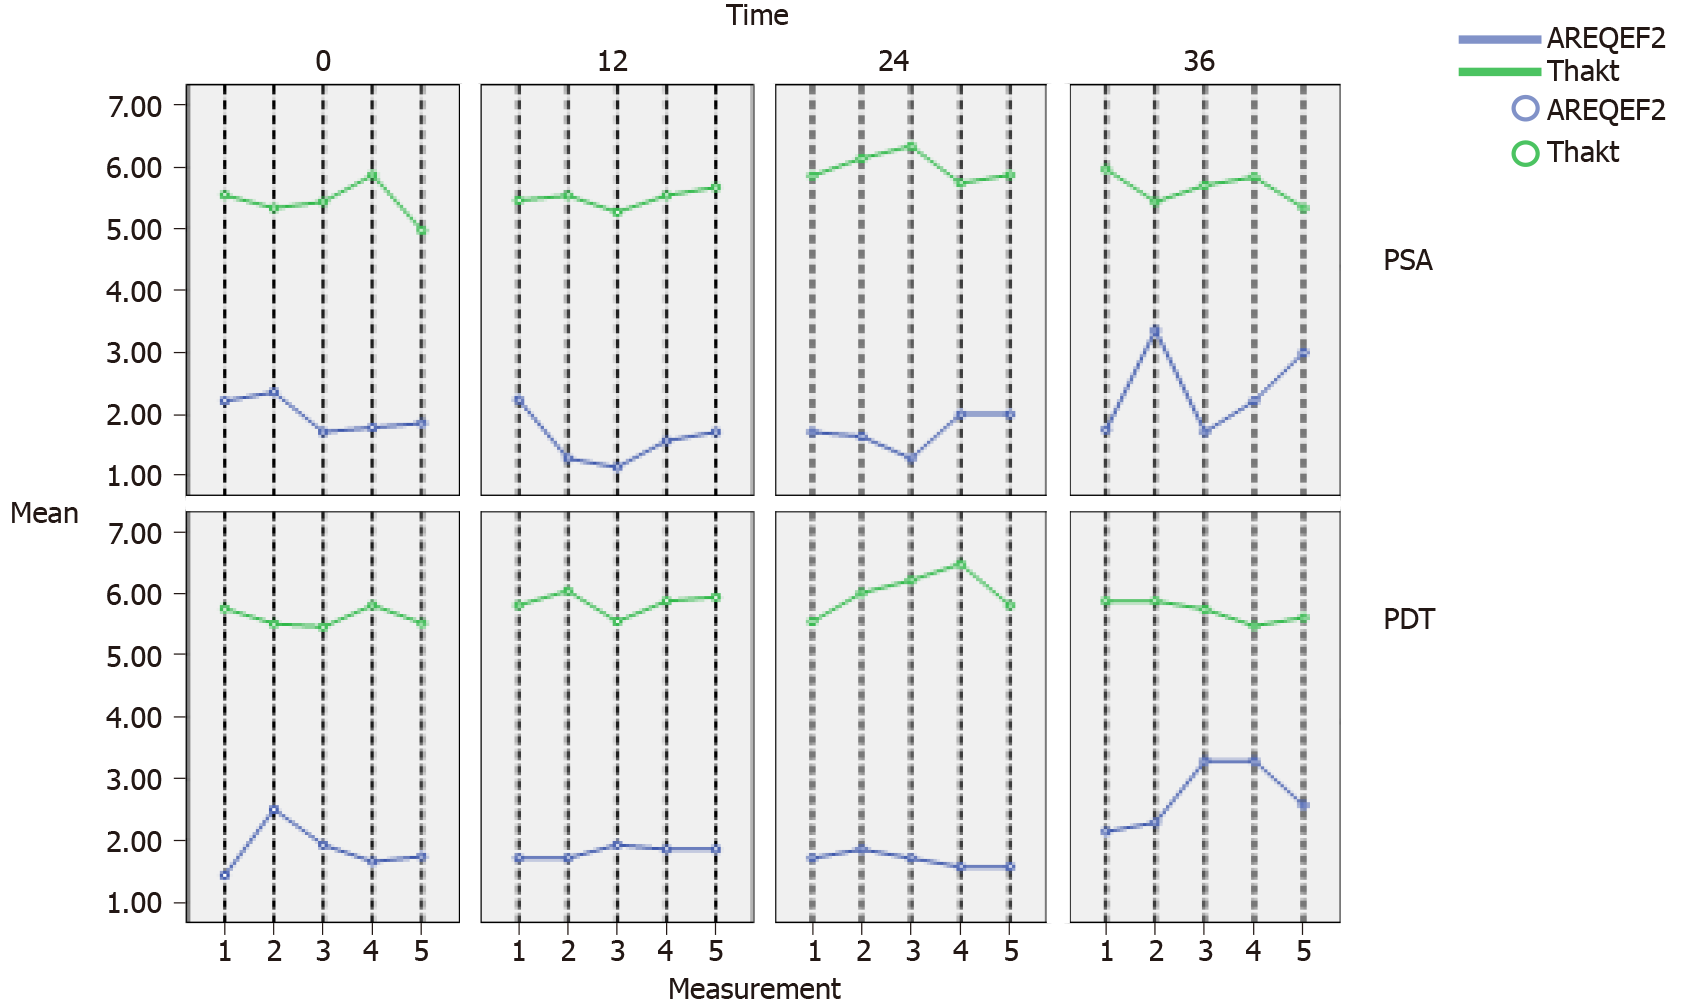 Time
0 12 24 36
AREQEF2
Thakt
AREQEF2
Thakt
7.00
6.00
5.00
4.00
3.00
2.00
1.00
PSA
Mean
7.00
6.00
5.00
4.00
3.00
2.00
1.00
PDT
1 2 3 4 5 1 2 3 4 5 1 2 3 4 5 1 2 3 4 5
Measurement